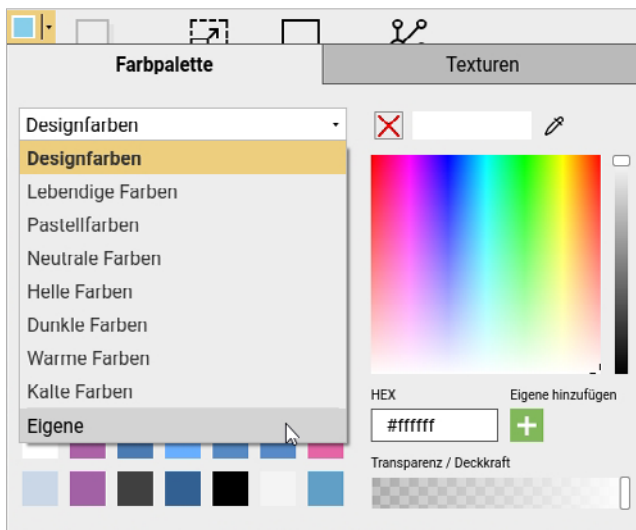 Farbpalette
Texturen
Designfarben
Designfarben
Lebendige Farben
Pastellfarben
Neutrale Farben
Helle Farben
Dunkle Farben
Warme Farben
Kalte Farben
Eigene
HEX
Eigene hinzufügen
#ffffff
Transparenz / Deckkraft